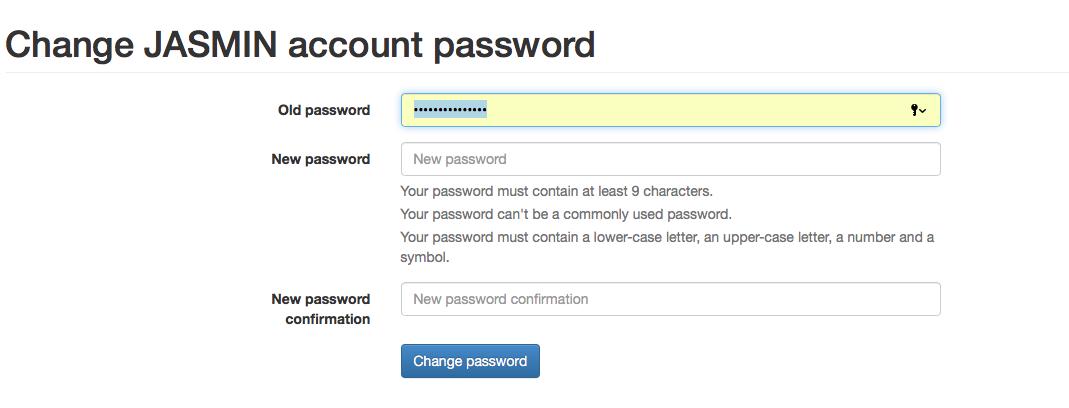 Change JASMIN account password
Old password
•••••••••••••••
New password
New password
Your password must contain at least 9 characters.
Your password can't be a commonly used password.
Your password must contain a lower-case letter, an upper-case letter, a number and a
symbol.
New password
confirmation
New password confirmation
Change password